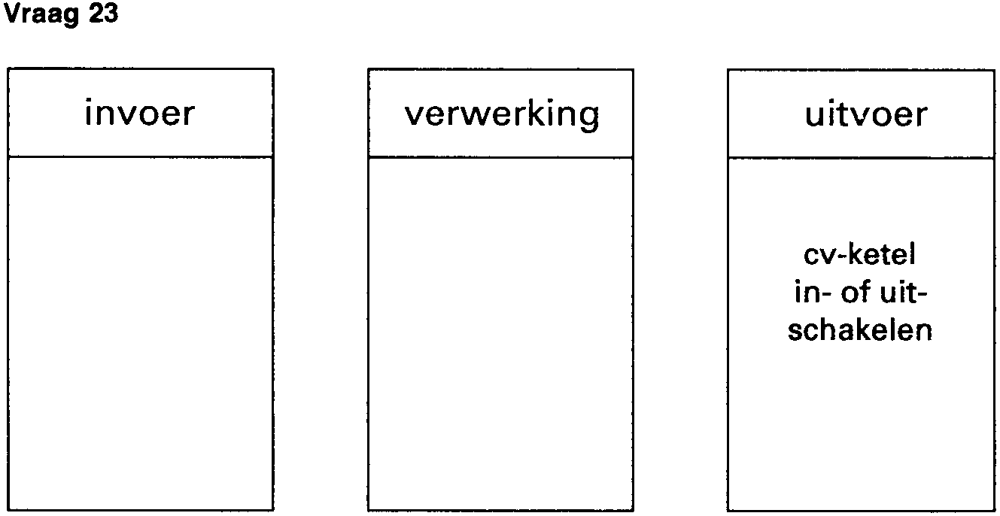 Vraag 23
invoer
verwerking
uitvoer
cv-ketel
in- of uit-
schakelen